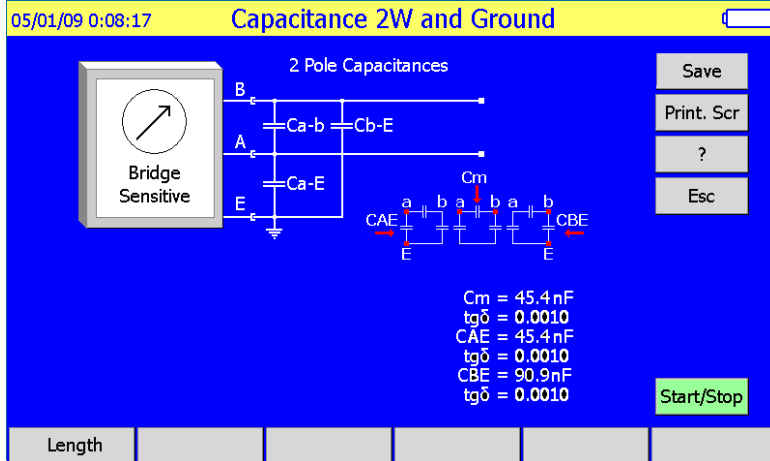 05/01/09 0:08:17 Capacitance 2W and Ground
2 Pole Capacitances
B
Ca-b Cb-E
A
Ca-E
E
Bridge
Sensitive
Cm
a b a b a b
CAE CBE
E E
Cm = 45.4nF
tgδ = 0.0010
CAE = 45.4nF
tgδ = 0.0010
CBE = 90.9nF
tgδ = 0.0010
Save
Print. Scr
?
Esc
Start/Stop
Length